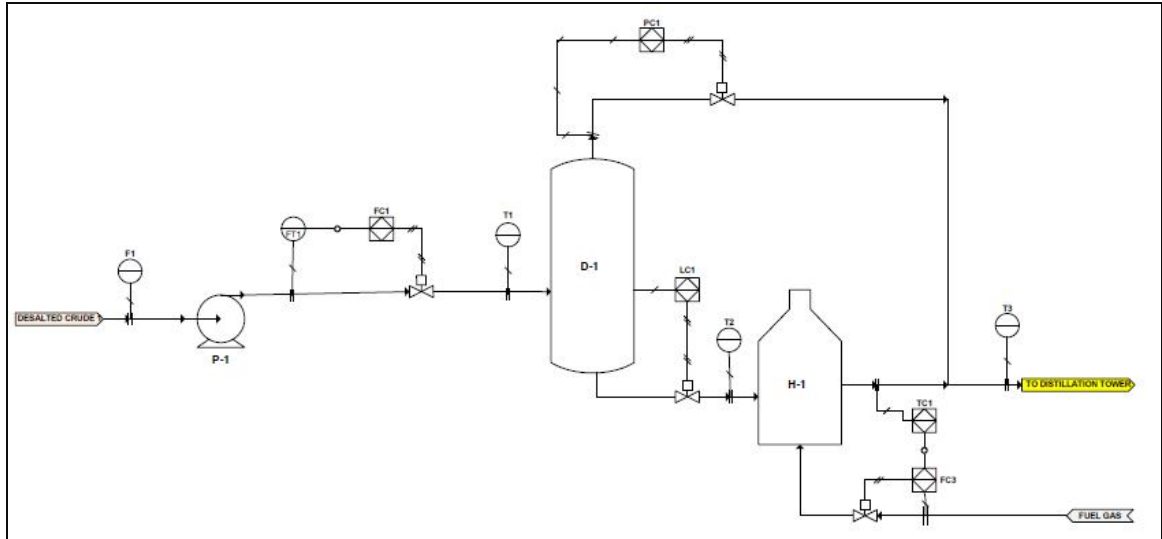 PC1
FC1
T1
FT1
F1
D-1
LC1
DESALTED CRUDE 1
P-1
T2
T3
H-1
TO DISTILLATION TOWER
TC1
FC3
FUEL GAS